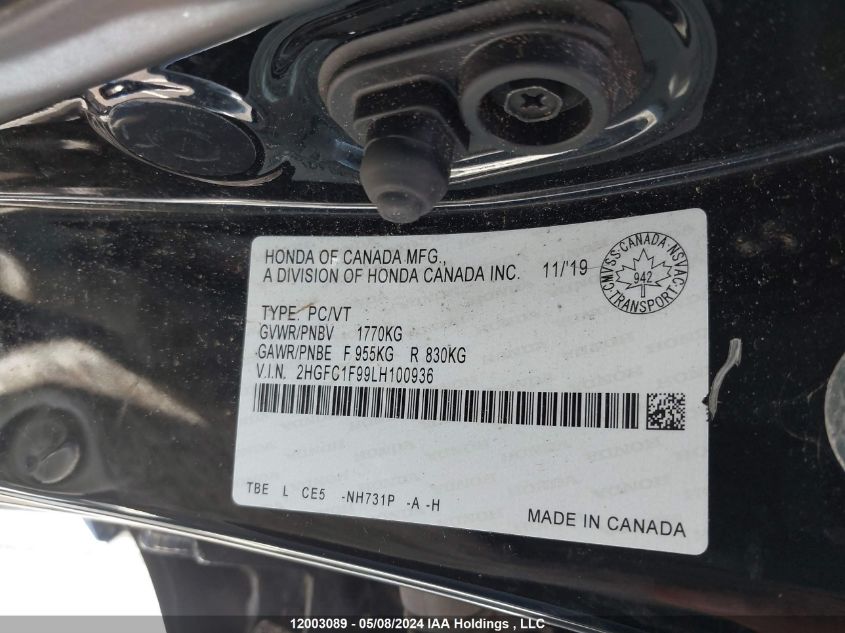 HONDA OF CANADA MFG.,
A DIVISION OF HONDA CANADA INC. 11/'19
CMVSS·CANADA·NSVAC·TRANSPORT
942
TYPE: PC/VT
GVWR/PNBV 1770KG
GAWR/PNBE F 955KG R 830KG
V.I.N. 2HGFC1F99LH100936
TBE L CE5 -NH731P -A -H
MADE IN CANADA
12003089 - 05/08/2024 IAA Holdings , LLC